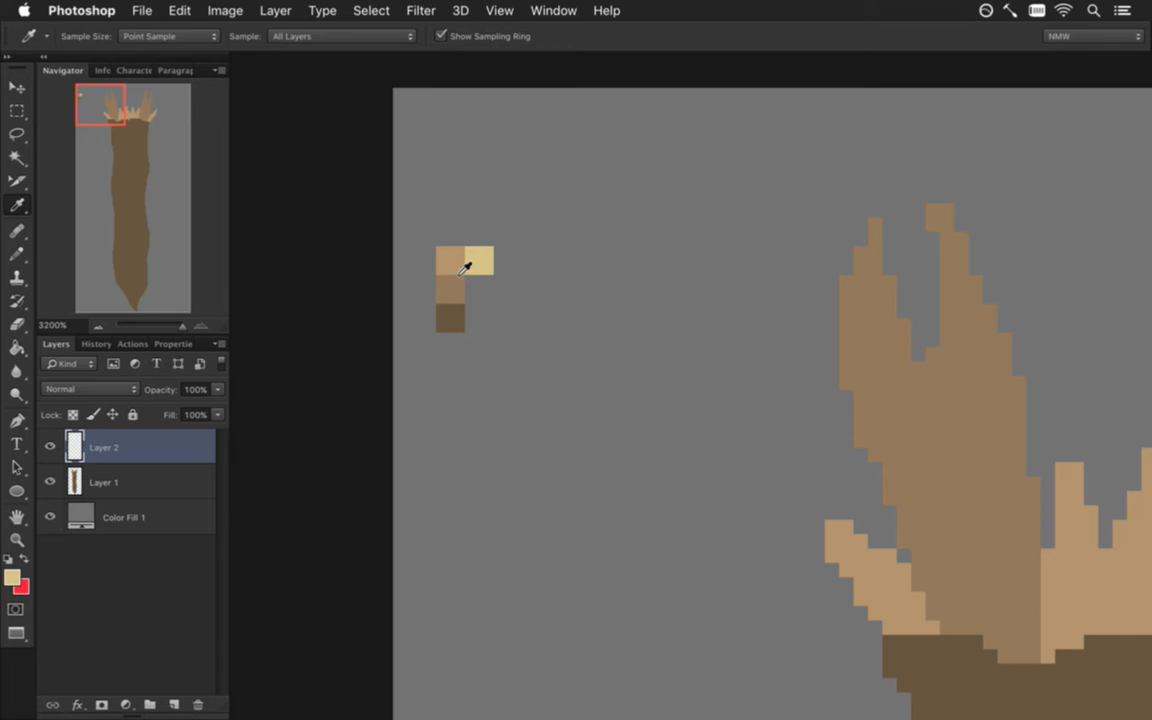 Photoshop File Edit Image Layer Type Select Filter 3D View Window Help
Sample Size: Point Sample Sample: All Layers Show Sampling Ring NMW
Navigator Info Characte Paragrap
3200%
Layers History Actions Propertie
Kind
Normal Opacity: 100%
Lock: Fill: 100%
Layer 2
Layer 1
Color Fill 1